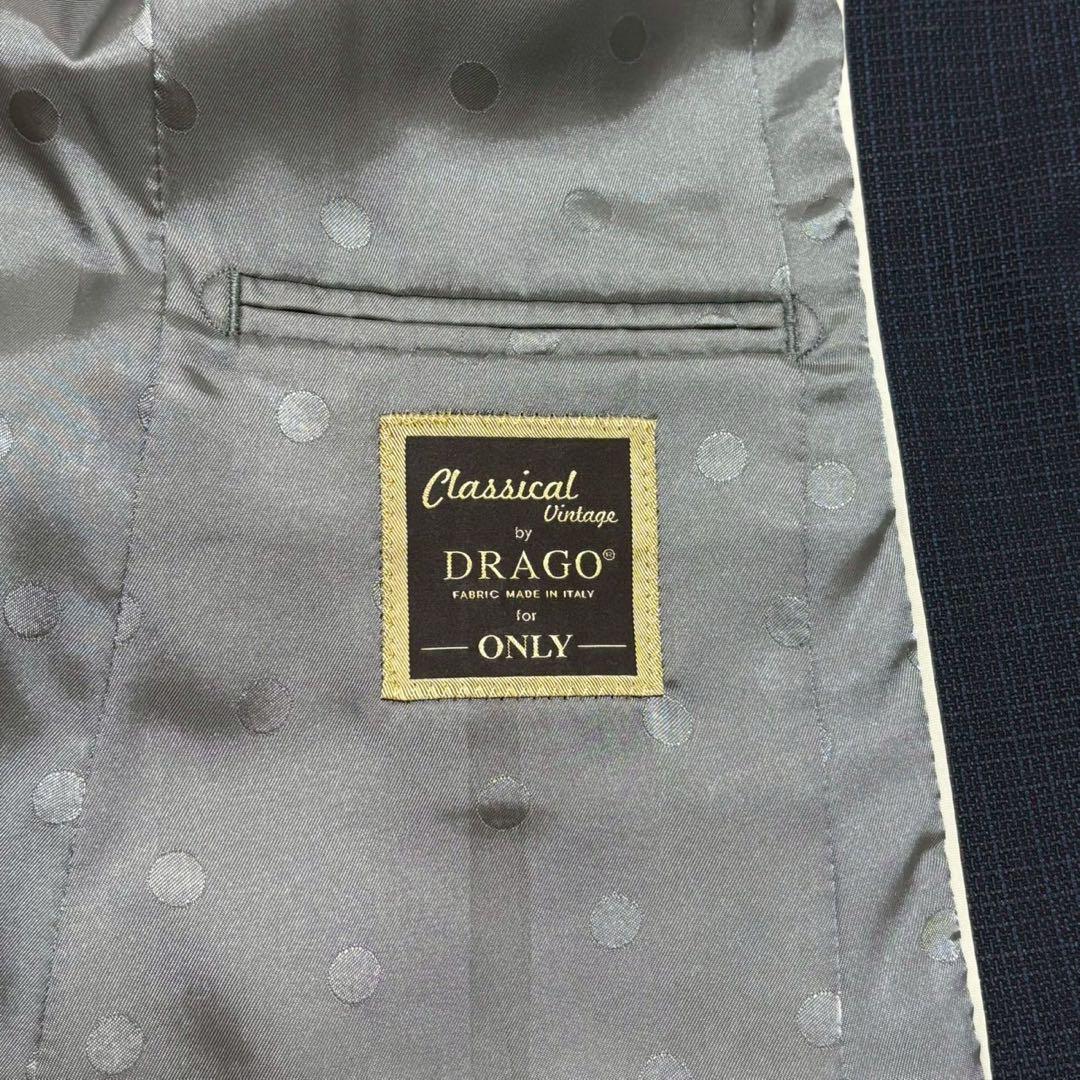 Classical
Vintage
by
DRAGO®
FABRIC MADE IN ITALY
for
ONLY